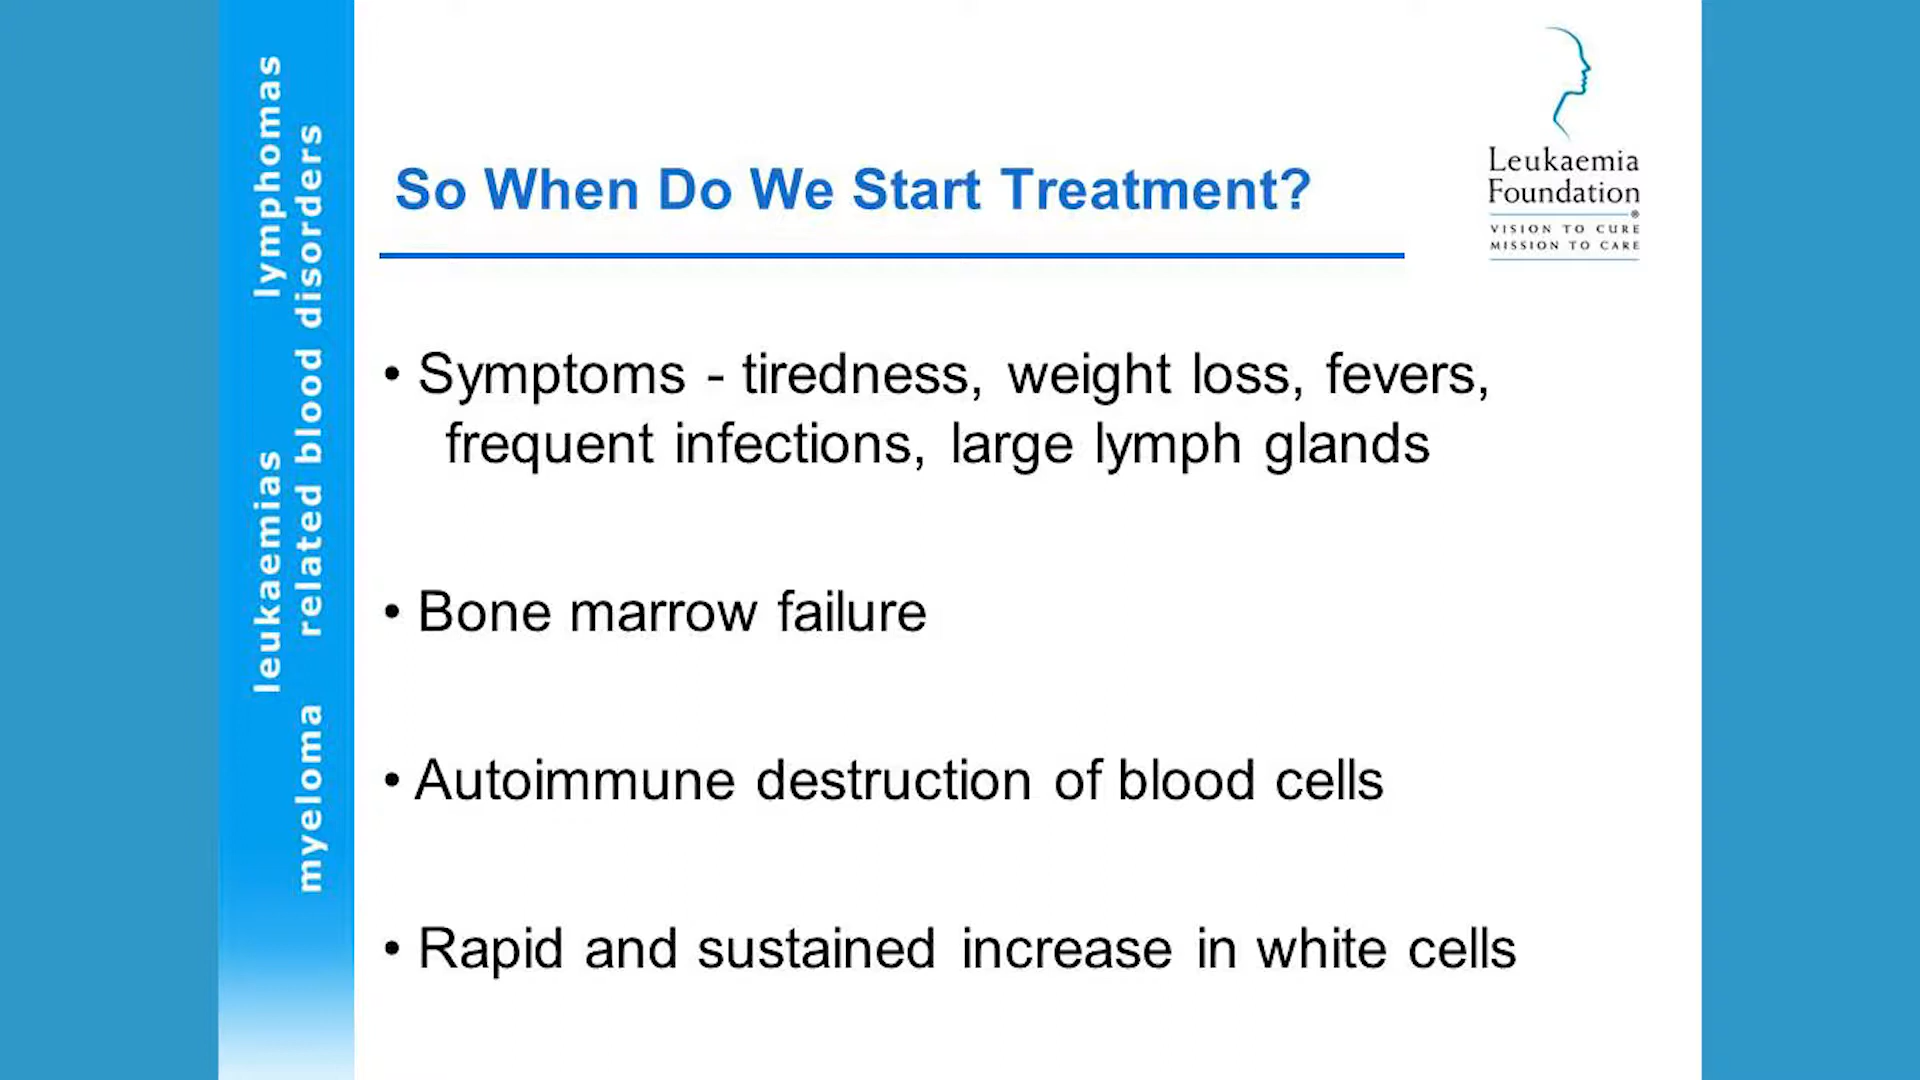 lymphomas
leukaemias
related blood disorders
myeloma
So When Do We Start Treatment?
Leukaemia
Foundation
®
VISION TO CURE
MISSION TO CARE
• Symptoms - tiredness, weight loss, fevers,
frequent infections, large lymph glands
• Bone marrow failure
• Autoimmune destruction of blood cells
• Rapid and sustained increase in white cells